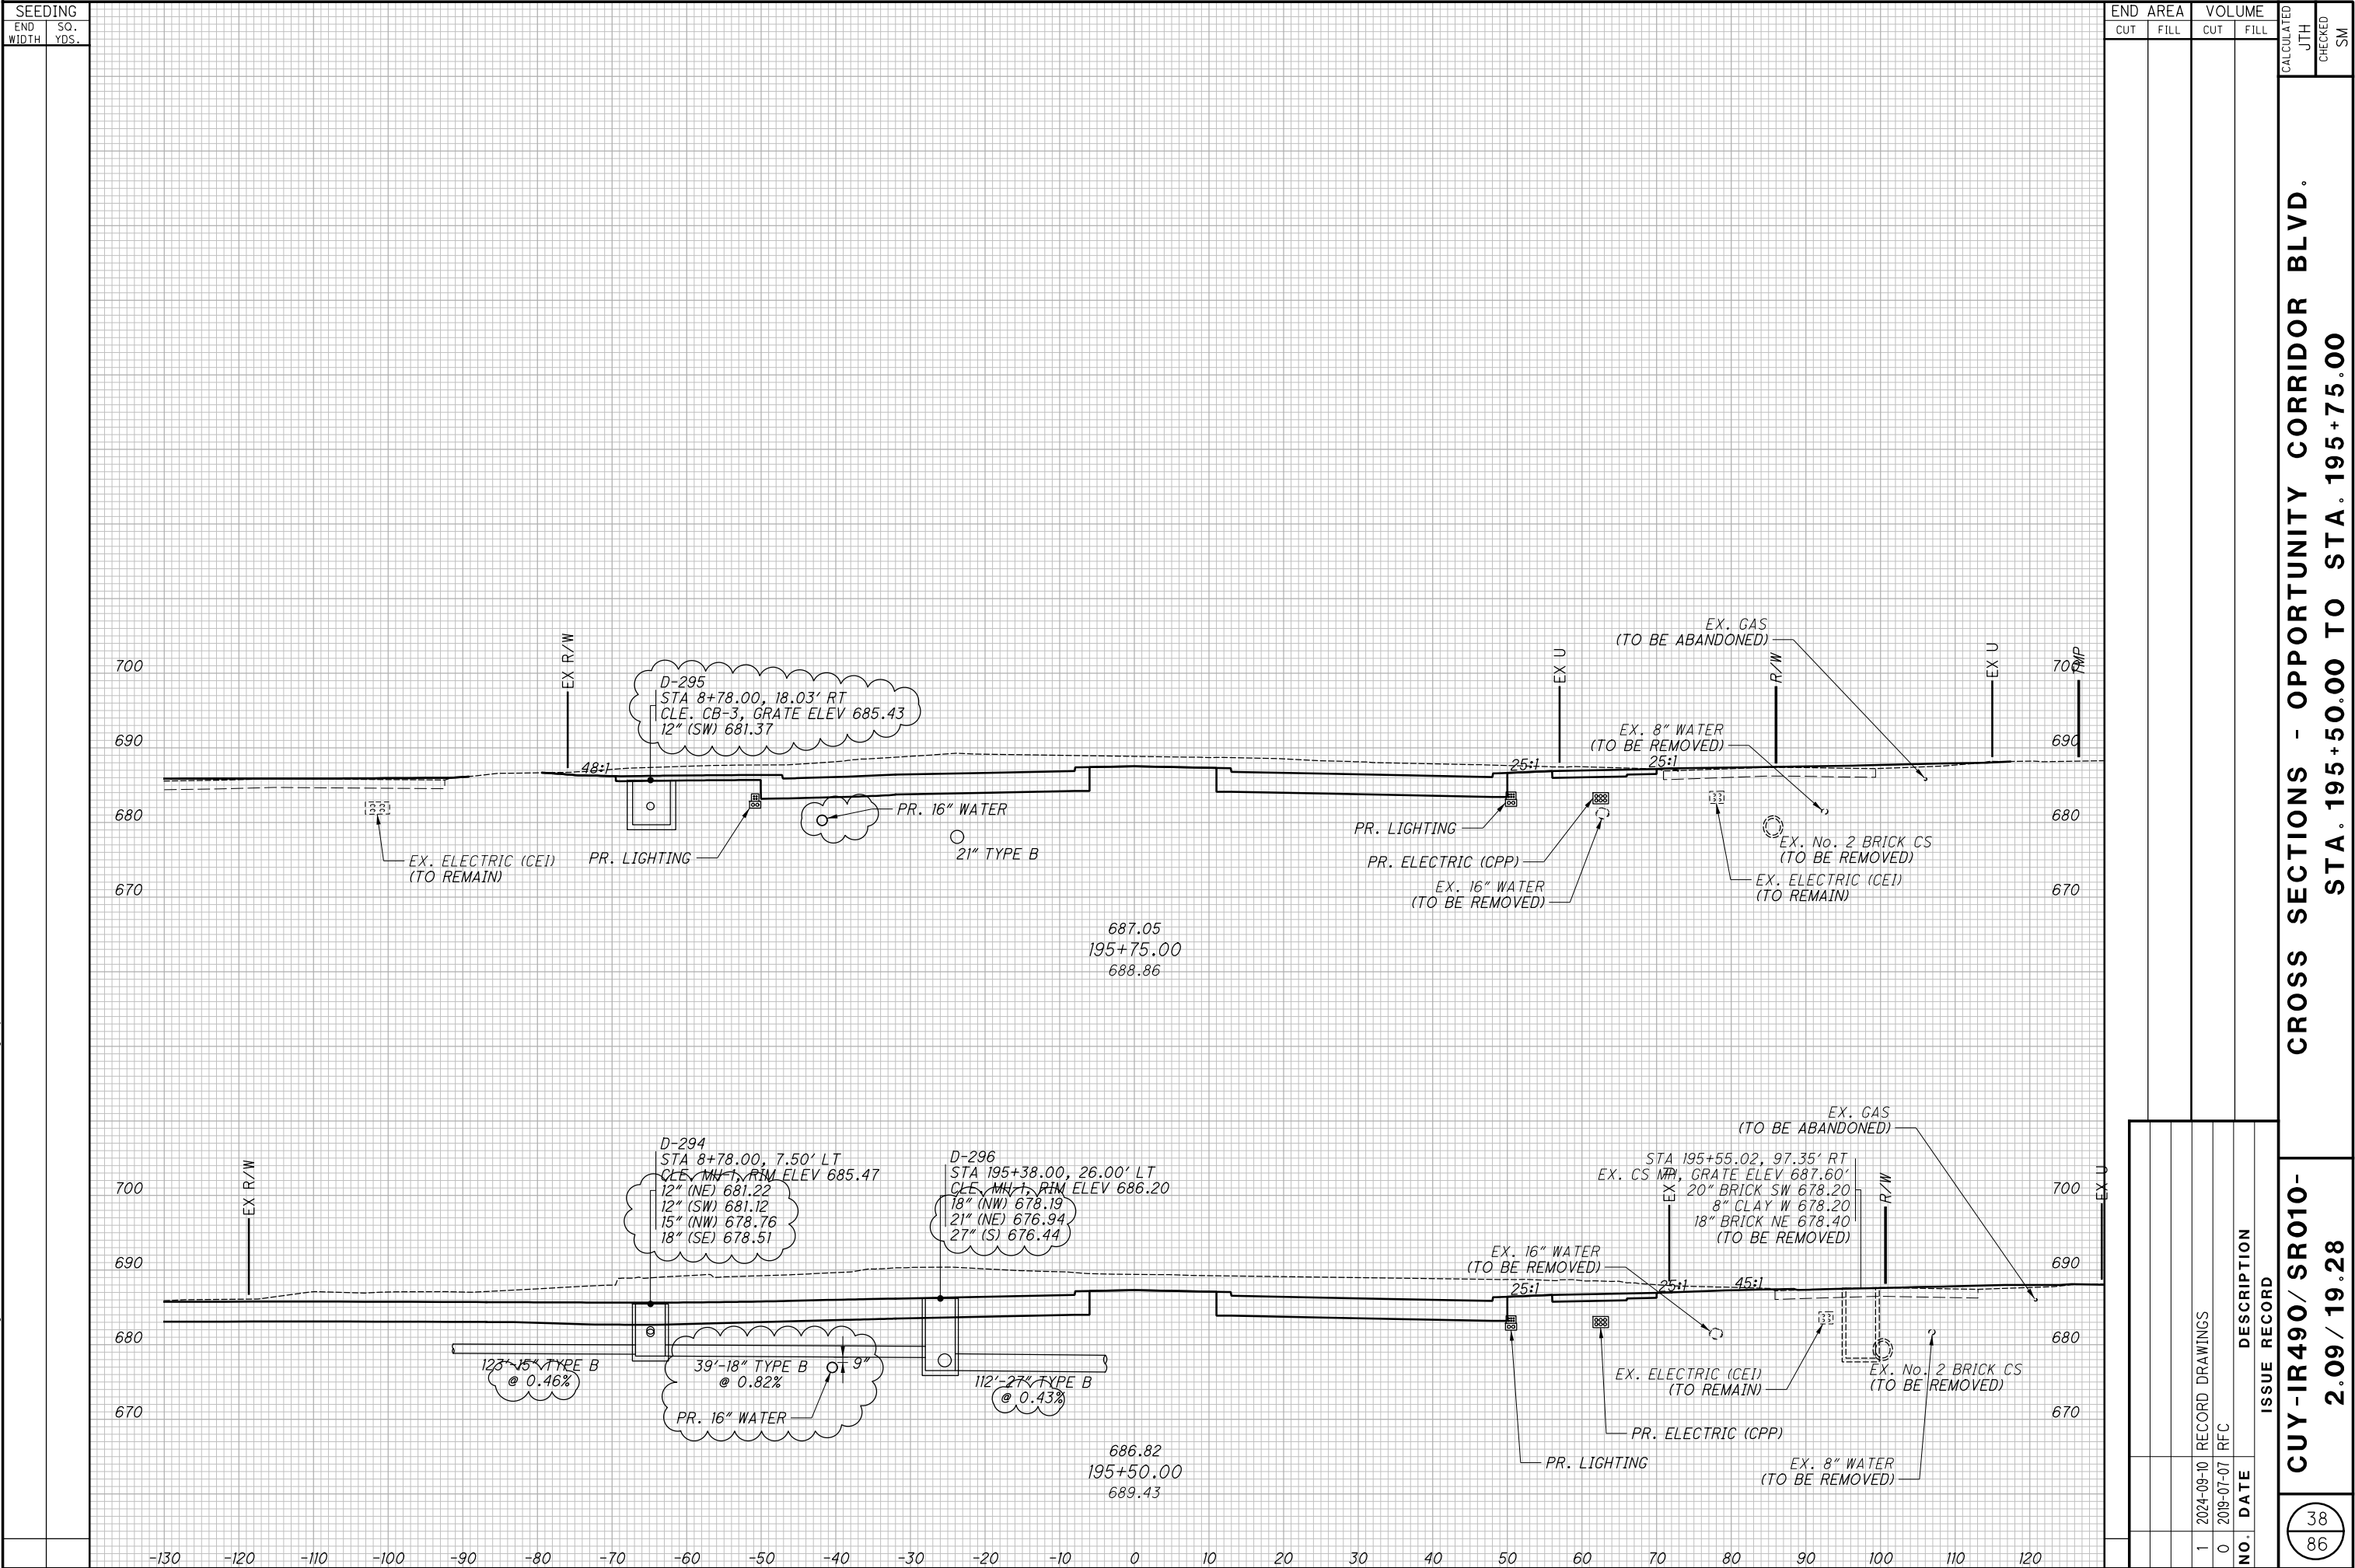 SEEDING
END WIDTH
SQ. YDS.
END AREA
VOLUME
CUT
FILL
CUT
FILL
CALCULATED
JTH
CHECKED
SM
CROSS SECTIONS - OPPORTUNITY CORRIDOR BLVD.
STA. 195+50.00 TO STA. 195+75.00
EX R/W
D-295
STA 8+78.00, 18.03' RT
CLE. CB-3, GRATE ELEV 685.43
12" (SW) 681.37
EX U
EX. GAS
(TO BE ABANDONED)
R/W
EX U
TMP
700
700
690
690
680
680
670
670
EX. 8" WATER
(TO BE REMOVED)
48:1
25:1
25:1
PR. 16" WATER
21" TYPE B
EX. ELECTRIC (CEI)
(TO REMAIN)
PR. LIGHTING
PR. LIGHTING
PR. ELECTRIC (CPP)
EX. 16" WATER
(TO BE REMOVED)
EX. No. 2 BRICK CS
(TO BE REMOVED)
EX. ELECTRIC (CEI)
(TO REMAIN)
687.05
195+75.00
688.86
EX R/W
D-294
STA 8+78.00, 7.50' LT
CLE. MH-1, RIM ELEV 685.47
12" (NE) 681.22
12" (SW) 681.12
15" (NW) 678.76
18" (SE) 678.51
D-296
STA 195+38.00, 26.00' LT
CLE. MH-1, RIM ELEV 686.20
18" (NW) 678.19
21" (NE) 676.94
27" (S) 676.44
EX. GAS
(TO BE ABANDONED)
STA 195+55.02, 97.35' RT
EX. CS MH, GRATE ELEV 687.60'
20" BRICK SW 678.20
8" CLAY W 678.20
18" BRICK NE 678.40
(TO BE REMOVED)
R/W
EX U
700
700
690
690
680
680
670
670
EX. 16" WATER
(TO BE REMOVED)
25:1
25:1
45:1
123'-15" TYPE B
@ 0.46%
39'-18" TYPE B
@ 0.82%
9"
PR. 16" WATER
112'-27" TYPE B
@ 0.43%
EX. ELECTRIC (CEI)
(TO REMAIN)
EX. No. 2 BRICK CS
(TO BE REMOVED)
PR. ELECTRIC (CPP)
PR. LIGHTING
EX. 8" WATER
(TO BE REMOVED)
686.82
195+50.00
689.43
-130 -120 -110 -100 -90 -80 -70 -60 -50 -40 -30 -20 -10 0 10 20 30 40 50 60 70 80 90 100 110 120
1 2024-09-10 RECORD DRAWINGS
0 2019-07-07 RFC
NO. DATE DESCRIPTION
ISSUE RECORD
CUY-IR490/SR010-
2.09/19.28
38
86